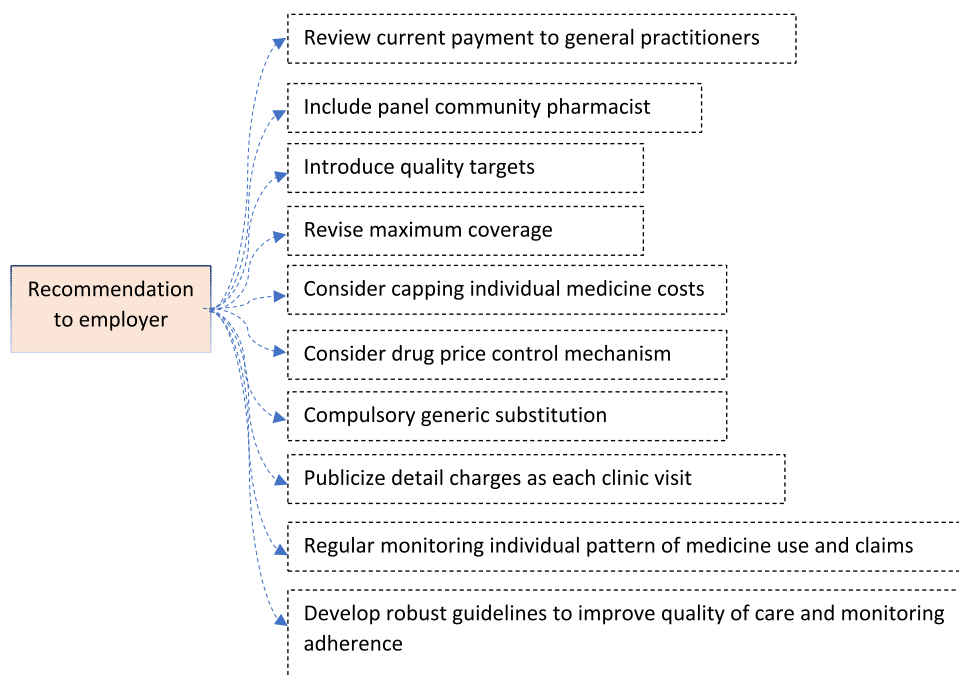 Review current payment to general practitioners
Include panel community pharmacist
Introduce quality targets
Revise maximum coverage
Recommendation
to employer
Consider capping individual medicine costs
Consider drug price control mechanism
Compulsory generic substitution
Publicize detail charges as each clinic visit
Regular monitoring individual pattern of medicine use and claims
Develop robust guidelines to improve quality of care and monitoring
adherence